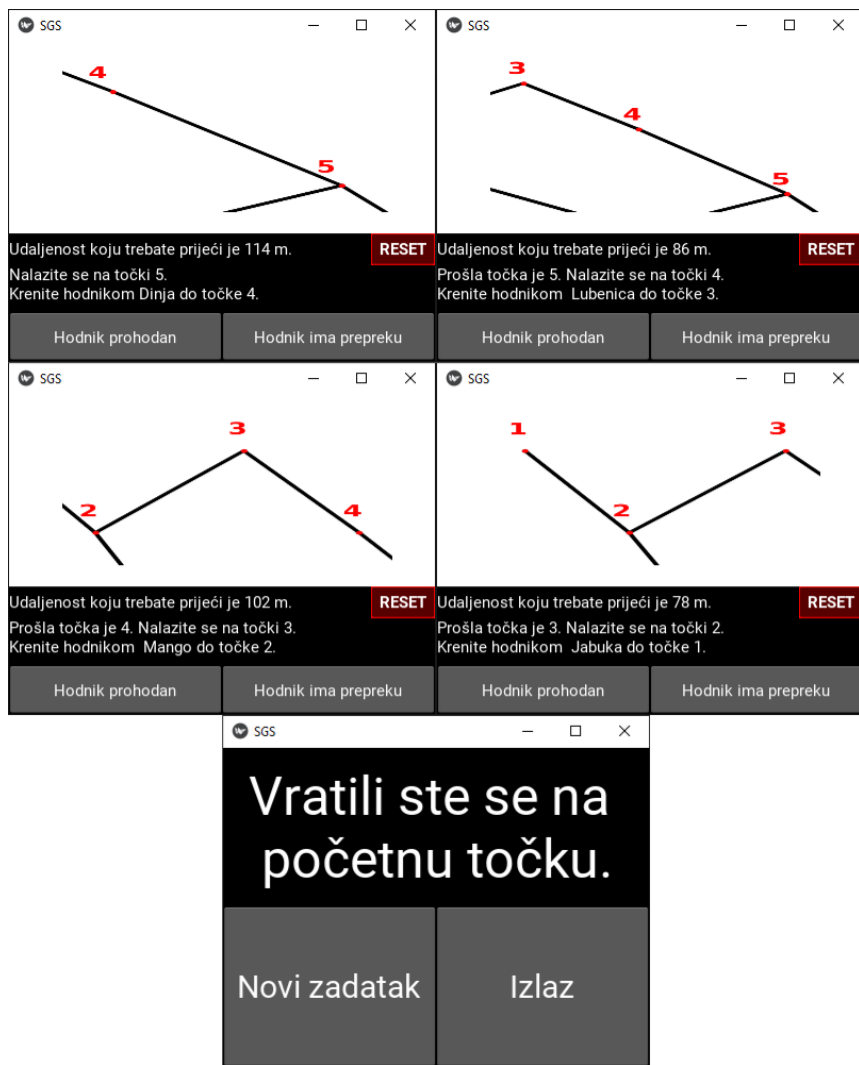 SGS
4
5
Udaljenost koju trebate prijeći je 114 m.
RESET
Nalazite se na točki 5.
Krenite hodnikom Dinja do točke 4.
Hodnik prohodan
Hodnik ima prepreku
SGS
3
4
5
Udaljenost koju trebate prijeći je 86 m.
RESET
Prošla točka je 5. Nalazite se na točki 4.
Krenite hodnikom  Lubenica do točke 3.
Hodnik prohodan
Hodnik ima prepreku
SGS
3
2
4
Udaljenost koju trebate prijeći je 102 m.
RESET
Prošla točka je 4. Nalazite se na točki 3.
Krenite hodnikom  Mango do točke 2.
Hodnik prohodan
Hodnik ima prepreku
SGS
1
3
2
Udaljenost koju trebate prijeći je 78 m.
RESET
Prošla točka je 3. Nalazite se na točki 2.
Krenite hodnikom  Jabuka do točke 1.
Hodnik prohodan
Hodnik ima prepreku
SGS
Vratili ste se na
početnu točku.
Novi zadatak
Izlaz